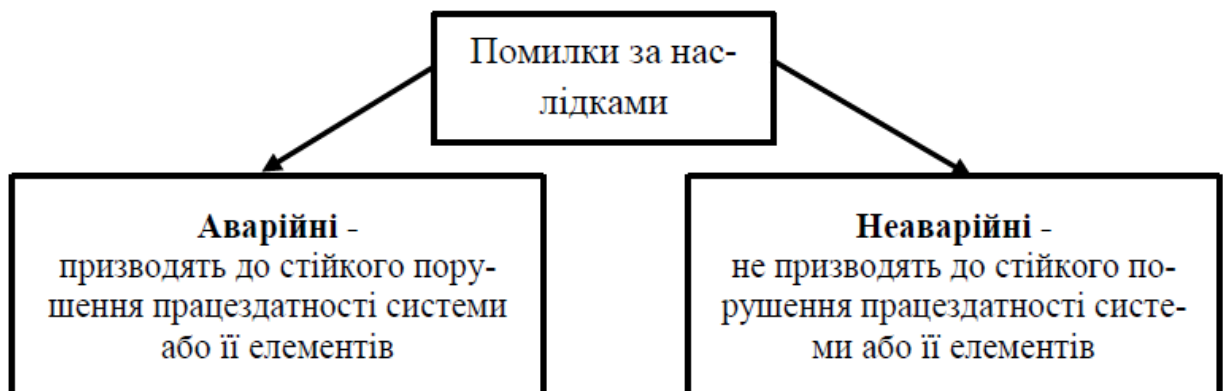 Помилки за нас-
лідками
Аварійні -
призводять до стійкого пору-
шення працездатності системи
або її елементів
Неаварійні -
не призводять до стійкого по-
рушення працездатності систе-
ми або її елементів